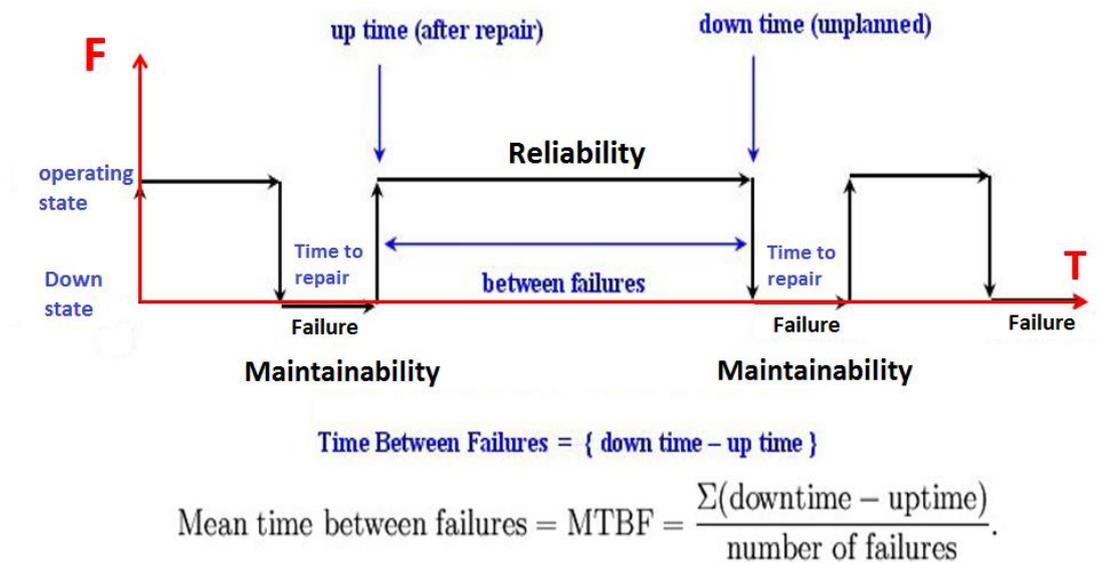 up time (after repair)
down time (unplanned)
F
Reliability
operating
state
Time to
repair
Time to
repair
T
Down
state
between failures
Failure
Failure
Failure
Maintainability
Maintainability
Time Between Failures = { down time – up time }
Mean time between failures = MTBF = Σ(downtime − uptime)
number of failures .